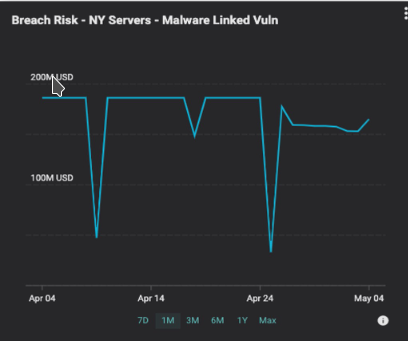 Breach Risk - NY Servers - Malware Linked Vuln
200M USD
100M USD
Apr 04 Apr 14 Apr 24 May 04
7D 1M 3M 6M 1Y Max